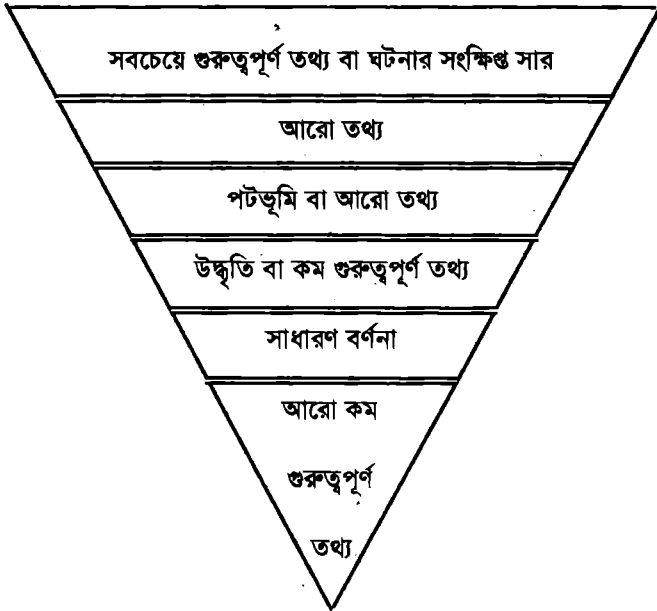 সবচেয়ে গুরুত্বপূর্ণ তথ্য বা ঘটনার সংক্ষিপ্ত সার
আরো তথ্য
পটভূমি বা আরো তথ্য
উদ্ধৃতি বা কম গুরুত্বপূর্ণ তথ্য
সাধারণ বর্ণনা
আরো কম
গুরুত্বপূর্ণ
তথ্য